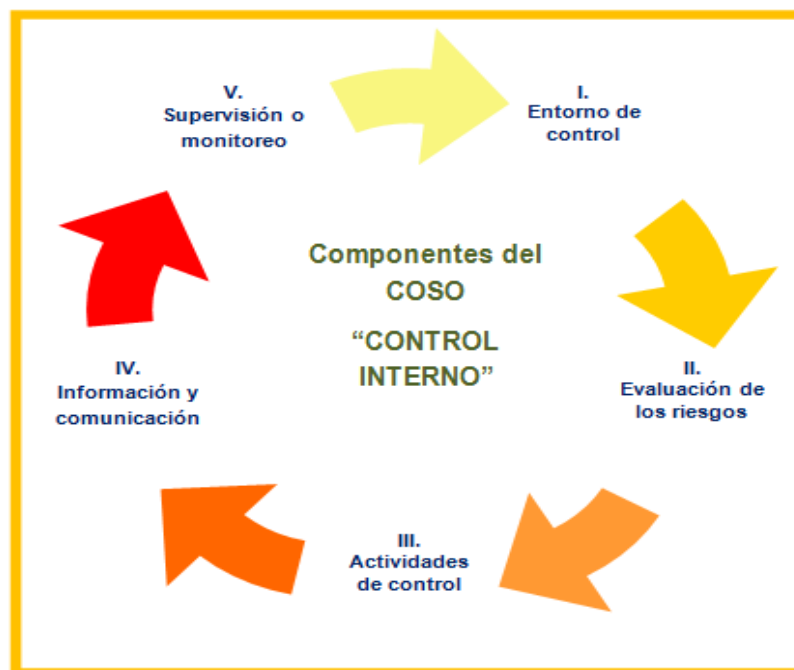 Componentes del
COSO
“CONTROL
INTERNO”
I.
Entorno de
control
II.
Evaluación de
los riesgos
III.
Actividades
de control
IV.
Información y
comunicación
V.
Supervisión o
monitoreo